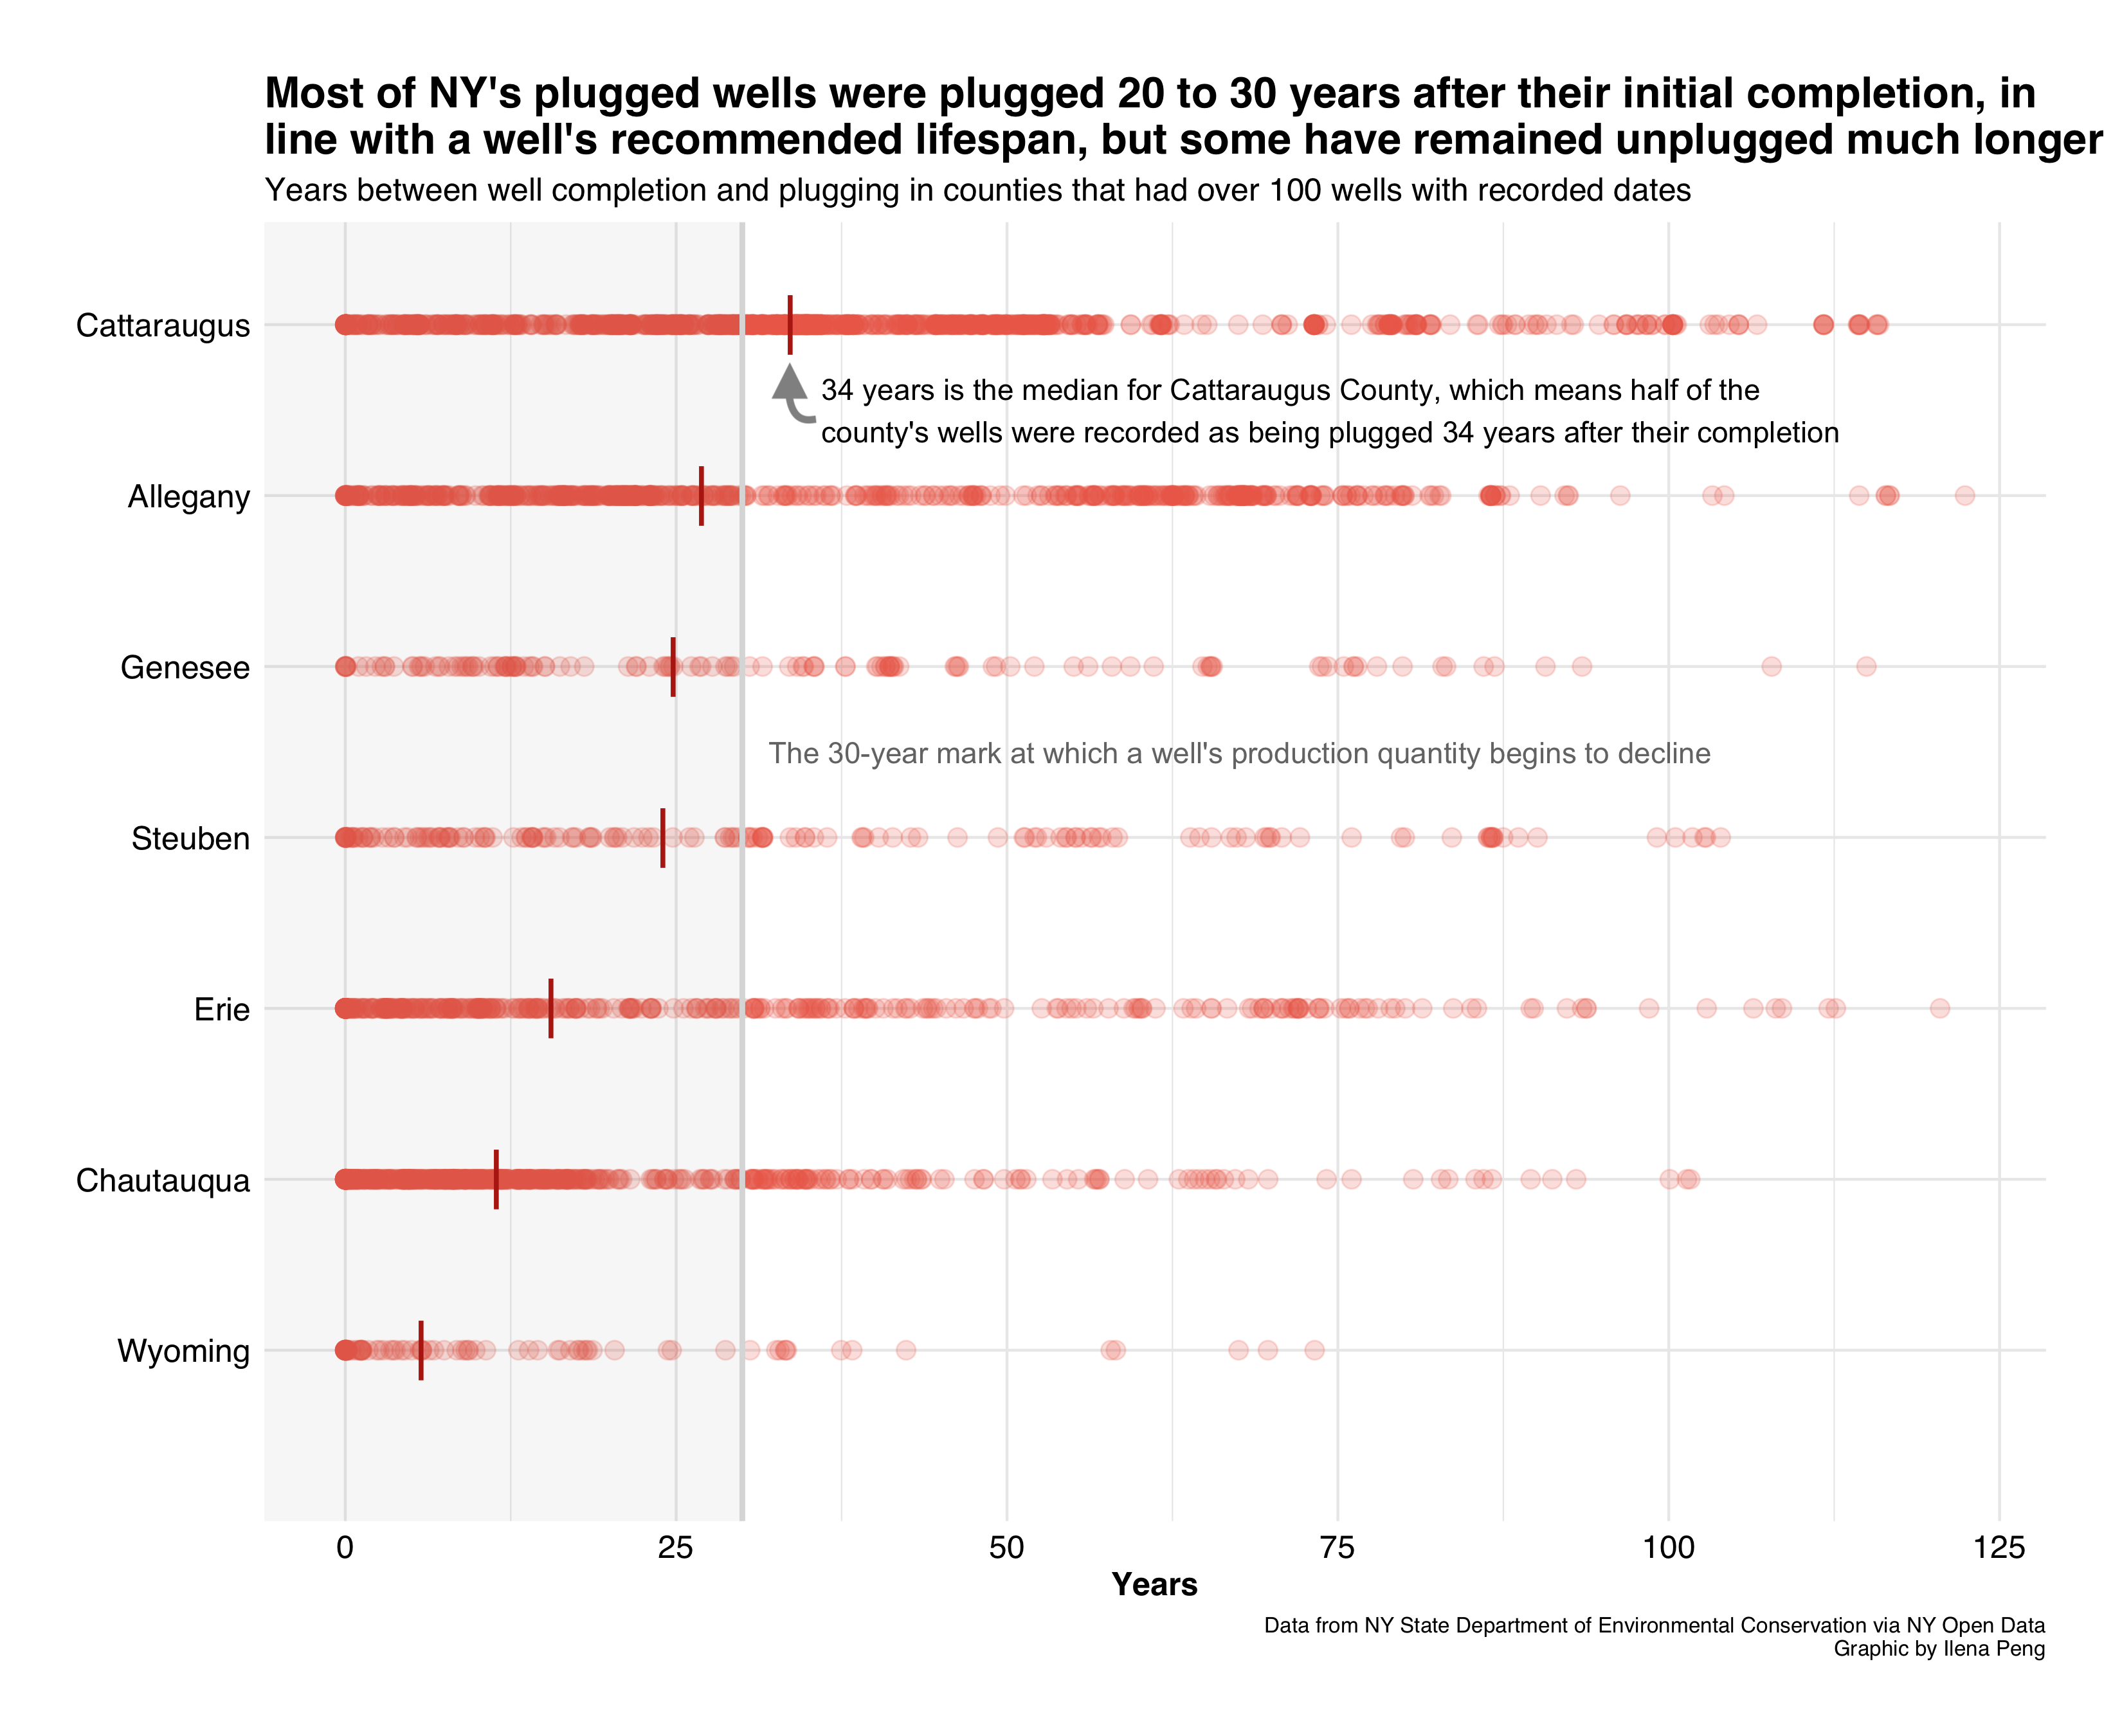 Most of NY's plugged wells were plugged 20 to 30 years after their initial completion, in
line with a well's recommended lifespan, but some have remained unplugged much longer
Years between well completion and plugging in counties that had over 100 wells with recorded dates
Cattaraugus
34 years is the median for Cattaraugus County, which means half of the
county's wells were recorded as being plugged 34 years after their completion
Allegany
Genesee
The 30-year mark at which a well's production quantity begins to decline
Steuben
Erie
Chautauqua
Wyoming
0 25 50 75 100 125
Years
Data from NY State Department of Environmental Conservation via NY Open Data
Graphic by Ilena Peng